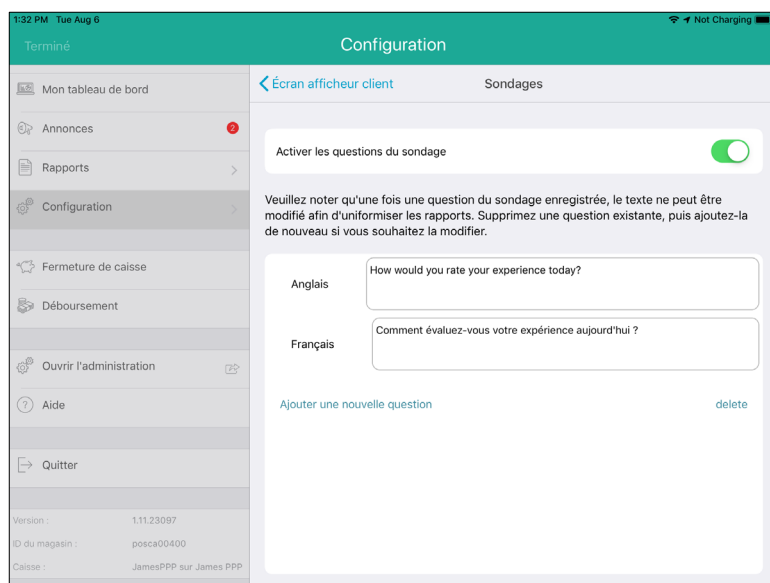 1:32 PM Tue Aug 6
Not Charging
Terminé
Configuration
Mon tableau de bord
Annonces
2
Rapports
Configuration
Fermeture de caisse
Déboursement
Ouvrir l'administration
Aide
Quitter
Version : 1.11.23097
ID du magasin : posca00400
Caisse : JamesPPP sur James PPP
Écran afficheur client
Sondages
Activer les questions du sondage
Veuillez noter qu'une fois une question du sondage enregistrée, le texte ne peut être
modifié afin d'uniformiser les rapports. Supprimez une question existante, puis ajoutez-la
de nouveau si vous souhaitez la modifier.
Anglais
How would you rate your experience today?
Français
Comment évaluez-vous votre expérience aujourd'hui ?
Ajouter une nouvelle question
delete